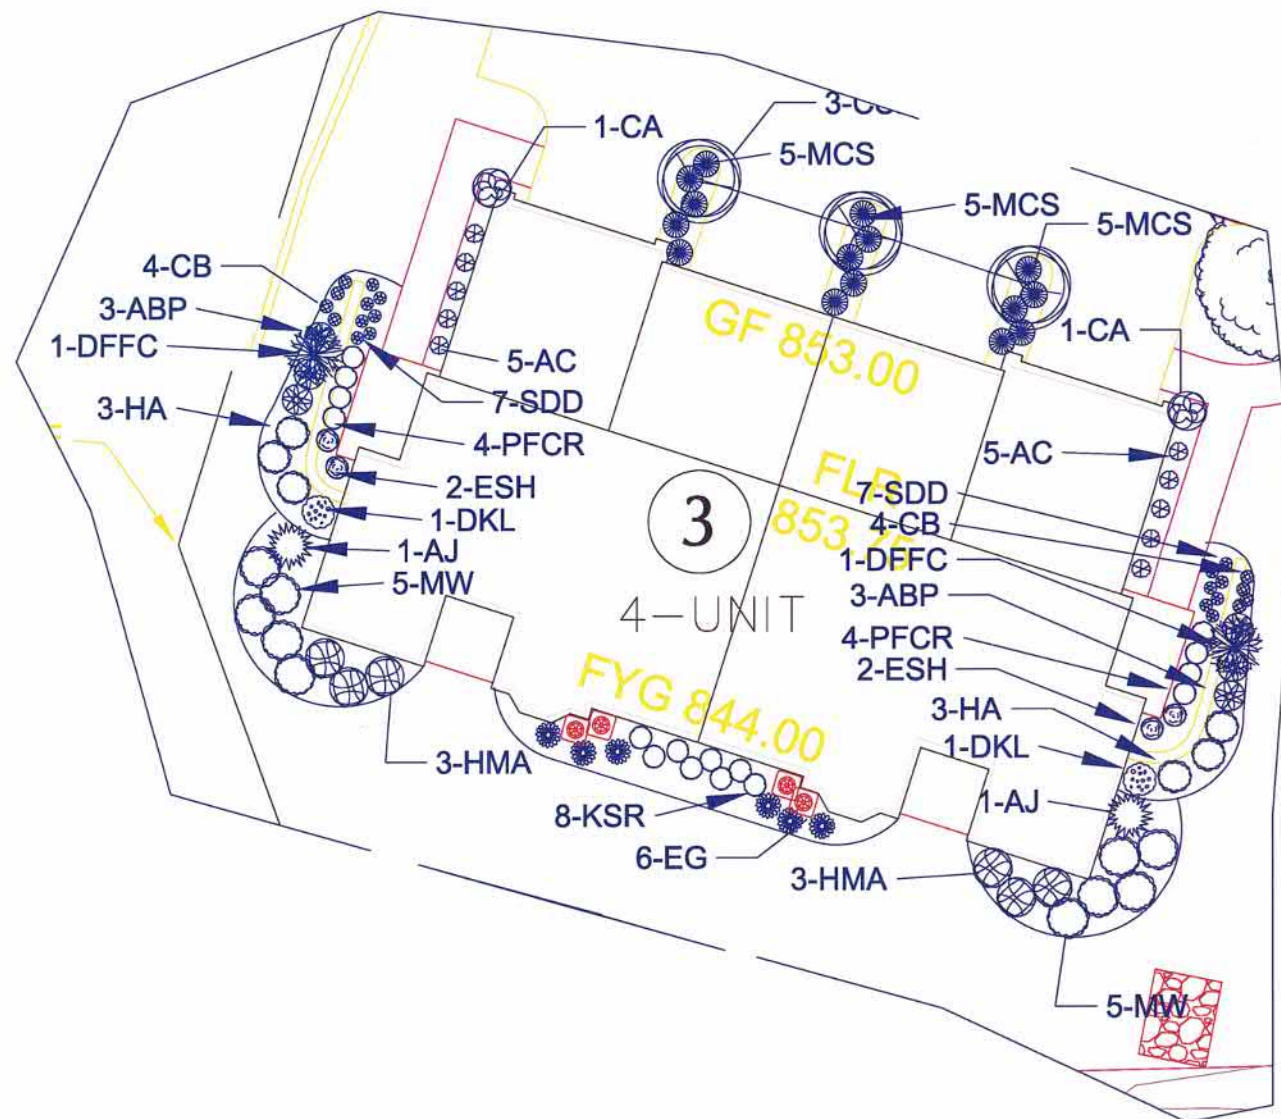 1-CA
5-MCS
5-MCS
5-MCS
4-CB
3-ABP
1-DFFC
3-HA
5-AC
7-SDD
4-PFCR
2-ESH
1-DKL
1-AJ
5-MW
GF 853.00
1-CA
5-AC
FLR
853.75
3
4-UNIT
7-SDD
4-CB
1-DFFC
3-ABP
4-PFCR
2-ESH
3-HA
1-DKL
1-AJ
FYG 844.00
3-HMA
8-KSR
6-EG
3-HMA
5-MW